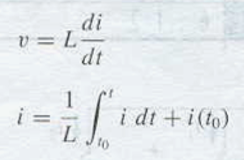 v = L di/dt
i = 1/L ∫_{t0}^{t} i dt + i(t0)